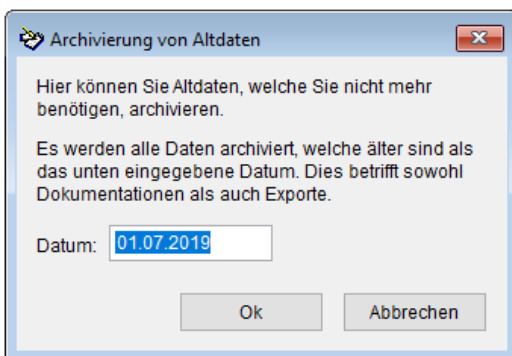 Archivierung von Altdaten
Hier können Sie Altdaten, welche Sie nicht mehr
benötigen, archivieren.
Es werden alle Daten archiviert, welche älter sind als
das unten eingegebene Datum. Dies betrifft sowohl
Dokumentationen als auch Exporte.
Datum: 01.07.2019
Ok Abbrechen